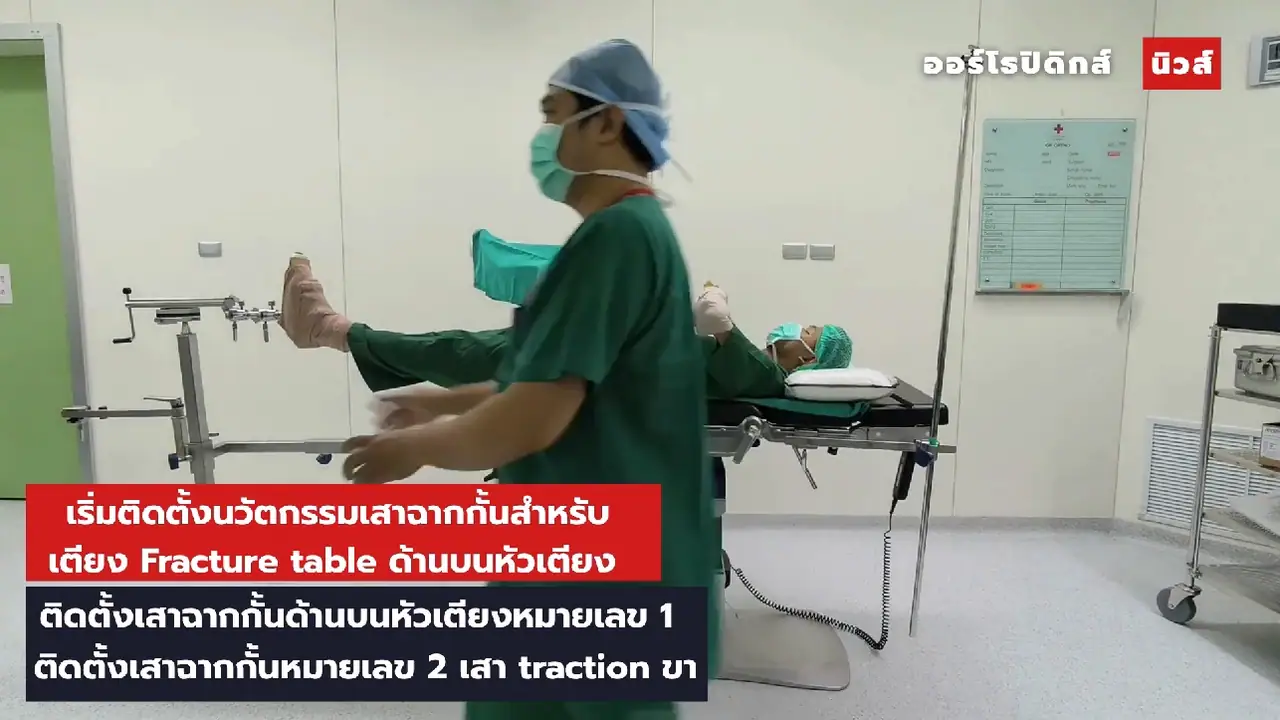 ออร์โธปิดิกส์ นิวส์
เริ่มติดตั้งนวัตกรรมเสาฉากกั้นสำหรับ
เตียง Fracture table ด้านบนหัวเตียง
ติดตั้งเสาฉากกั้นด้านบนหัวเตียงหมายเลข 1
ติดตั้งเสาฉากกั้นหมายเลข 2 เสา traction ขา